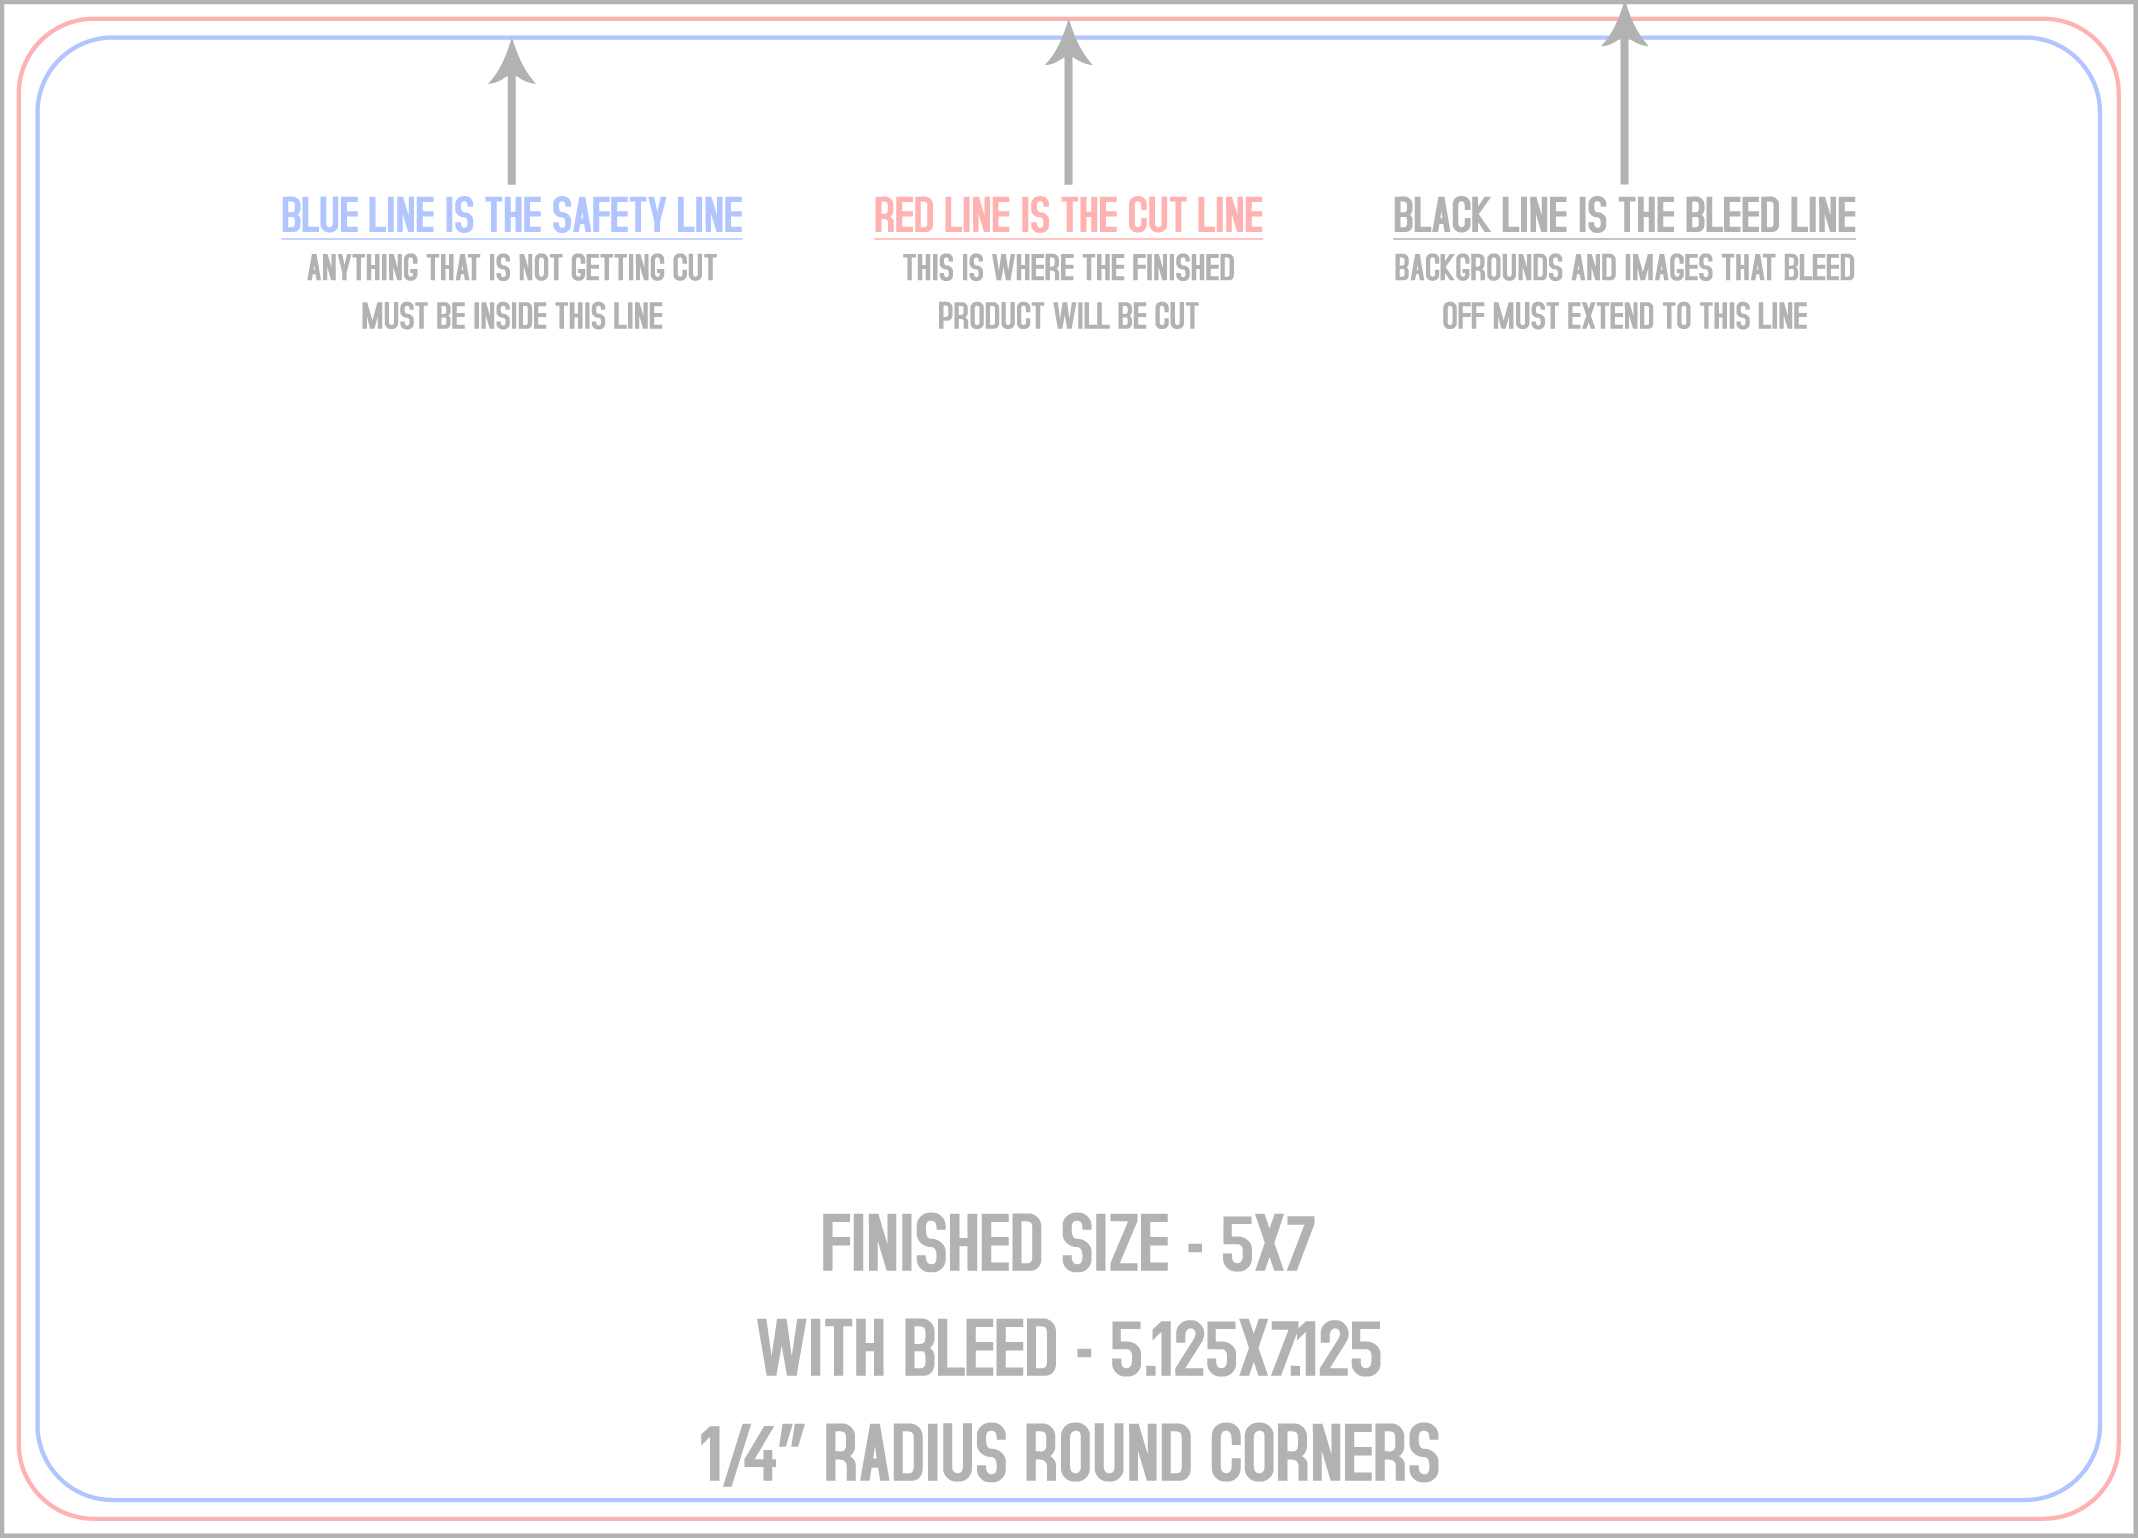 BLUE LINE IS THE SAFETY LINE
ANYTHING THAT IS NOT GETTING CUT
MUST BE INSIDE THIS LINE
RED LINE IS THE CUT LINE
THIS IS WHERE THE FINISHED
PRODUCT WILL BE CUT
BLACK LINE IS THE BLEED LINE
BACKGROUNDS AND IMAGES THAT BLEED
OFF MUST EXTEND TO THIS LINE
FINISHED SIZE - 5X7
WITH BLEED - 5.125X7.125
1/4" RADIUS ROUND CORNERS